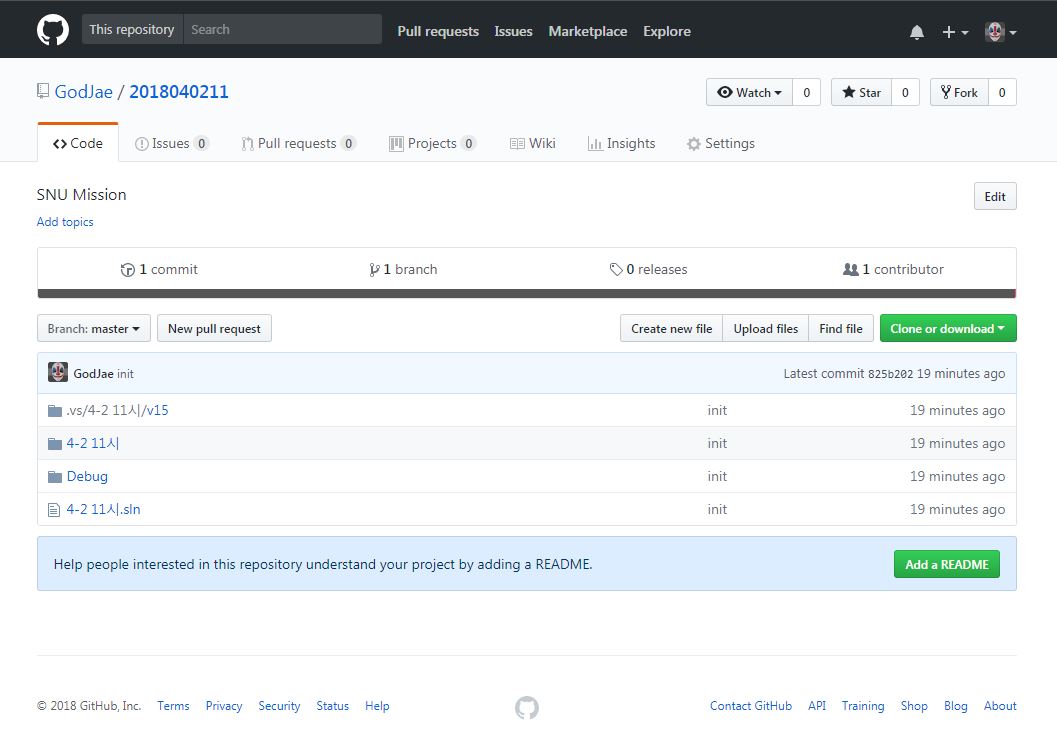 This repository Search Pull requests Issues Marketplace Explore
GodJae / 2018040211 Watch 0 Star 0 Fork 0
Code Issues 0 Pull requests 0 Projects 0 Wiki Insights Settings
SNU Mission Edit
Add topics
1 commit 1 branch 0 releases 1 contributor
Branch: master New pull request Create new file Upload files Find file Clone or download
GodJae init Latest commit 825b202 19 minutes ago
.vs/4-2 11시/v15 init 19 minutes ago
4-2 11시 init 19 minutes ago
Debug init 19 minutes ago
4-2 11시.sln init 19 minutes ago
Help people interested in this repository understand your project by adding a README. Add a README
© 2018 GitHub, Inc. Terms Privacy Security Status Help Contact GitHub API Training Shop Blog About